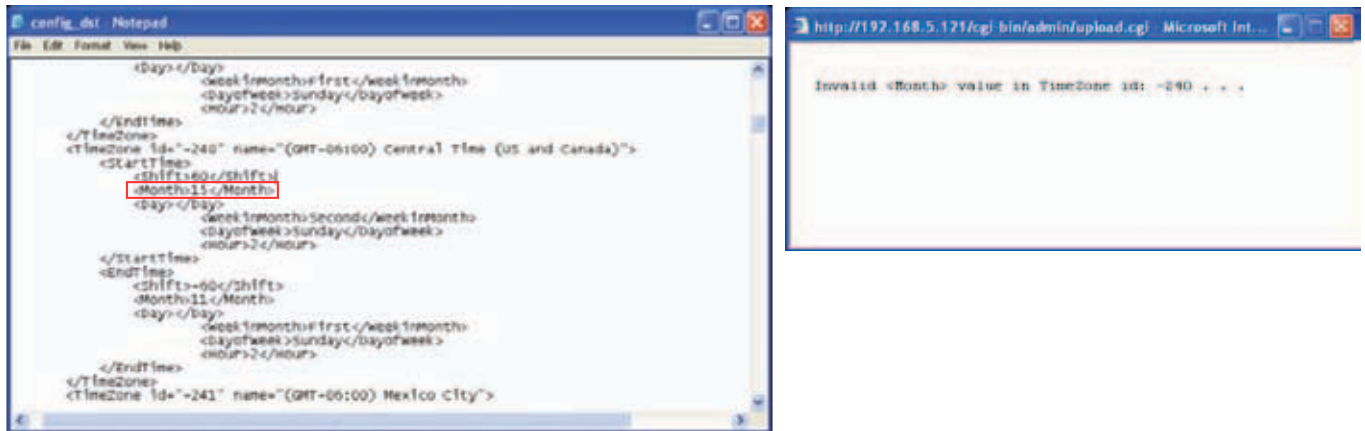 config_dst - Notepad
File Edit Format View Help
<Day></Day>
<WeekInMonth>First</WeekInMonth>
<DayofWeek>Sunday</DayofWeek>
<Hour>2</Hour>
</EndTime>
</TimeZone>
<TimeZone id="-240" name="(GMT-06:00) Central Time (US and Canada)">
<StartTime>
<Shift>60</Shift>
<Month>15</Month>
<Day></Day>
<WeekInMonth>Second</WeekInMonth>
<DayofWeek>Sunday</DayofWeek>
<Hour>2</Hour>
</StartTime>
<EndTime>
<Shift>-60</Shift>
<Month>11</Month>
<Day></Day>
<WeekInMonth>First</WeekInMonth>
<DayofWeek>Sunday</DayofWeek>
<Hour>2</Hour>
</EndTime>
</TimeZone>
<TimeZone id="-241" name="(GMT-06:00) Mexico City">
http://192.168.5.121/cgi-bin/admin/upload.cgi - Microsoft Int...
Invalid <Month> value in TimeZone id: -240 . . .